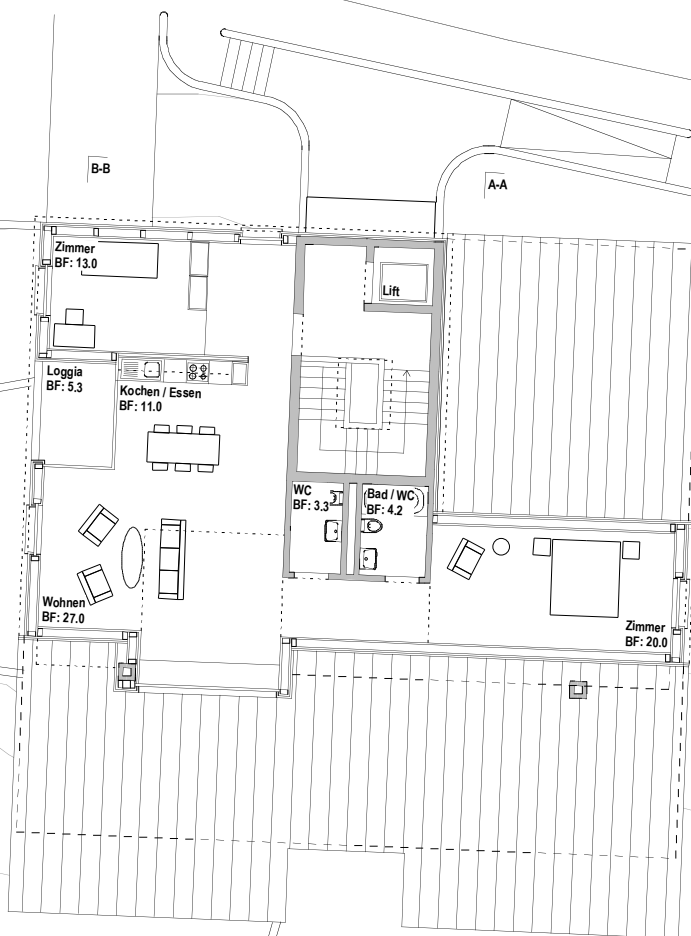 B-B
A-A
Zimmer
BF: 13.0
Lift
Loggia
BF: 5.3
Kochen / Essen
BF: 11.0
WC
BF: 3.3
Bad / WC
BF: 4.2
Wohnen
BF: 27.0
Zimmer
BF: 20.0